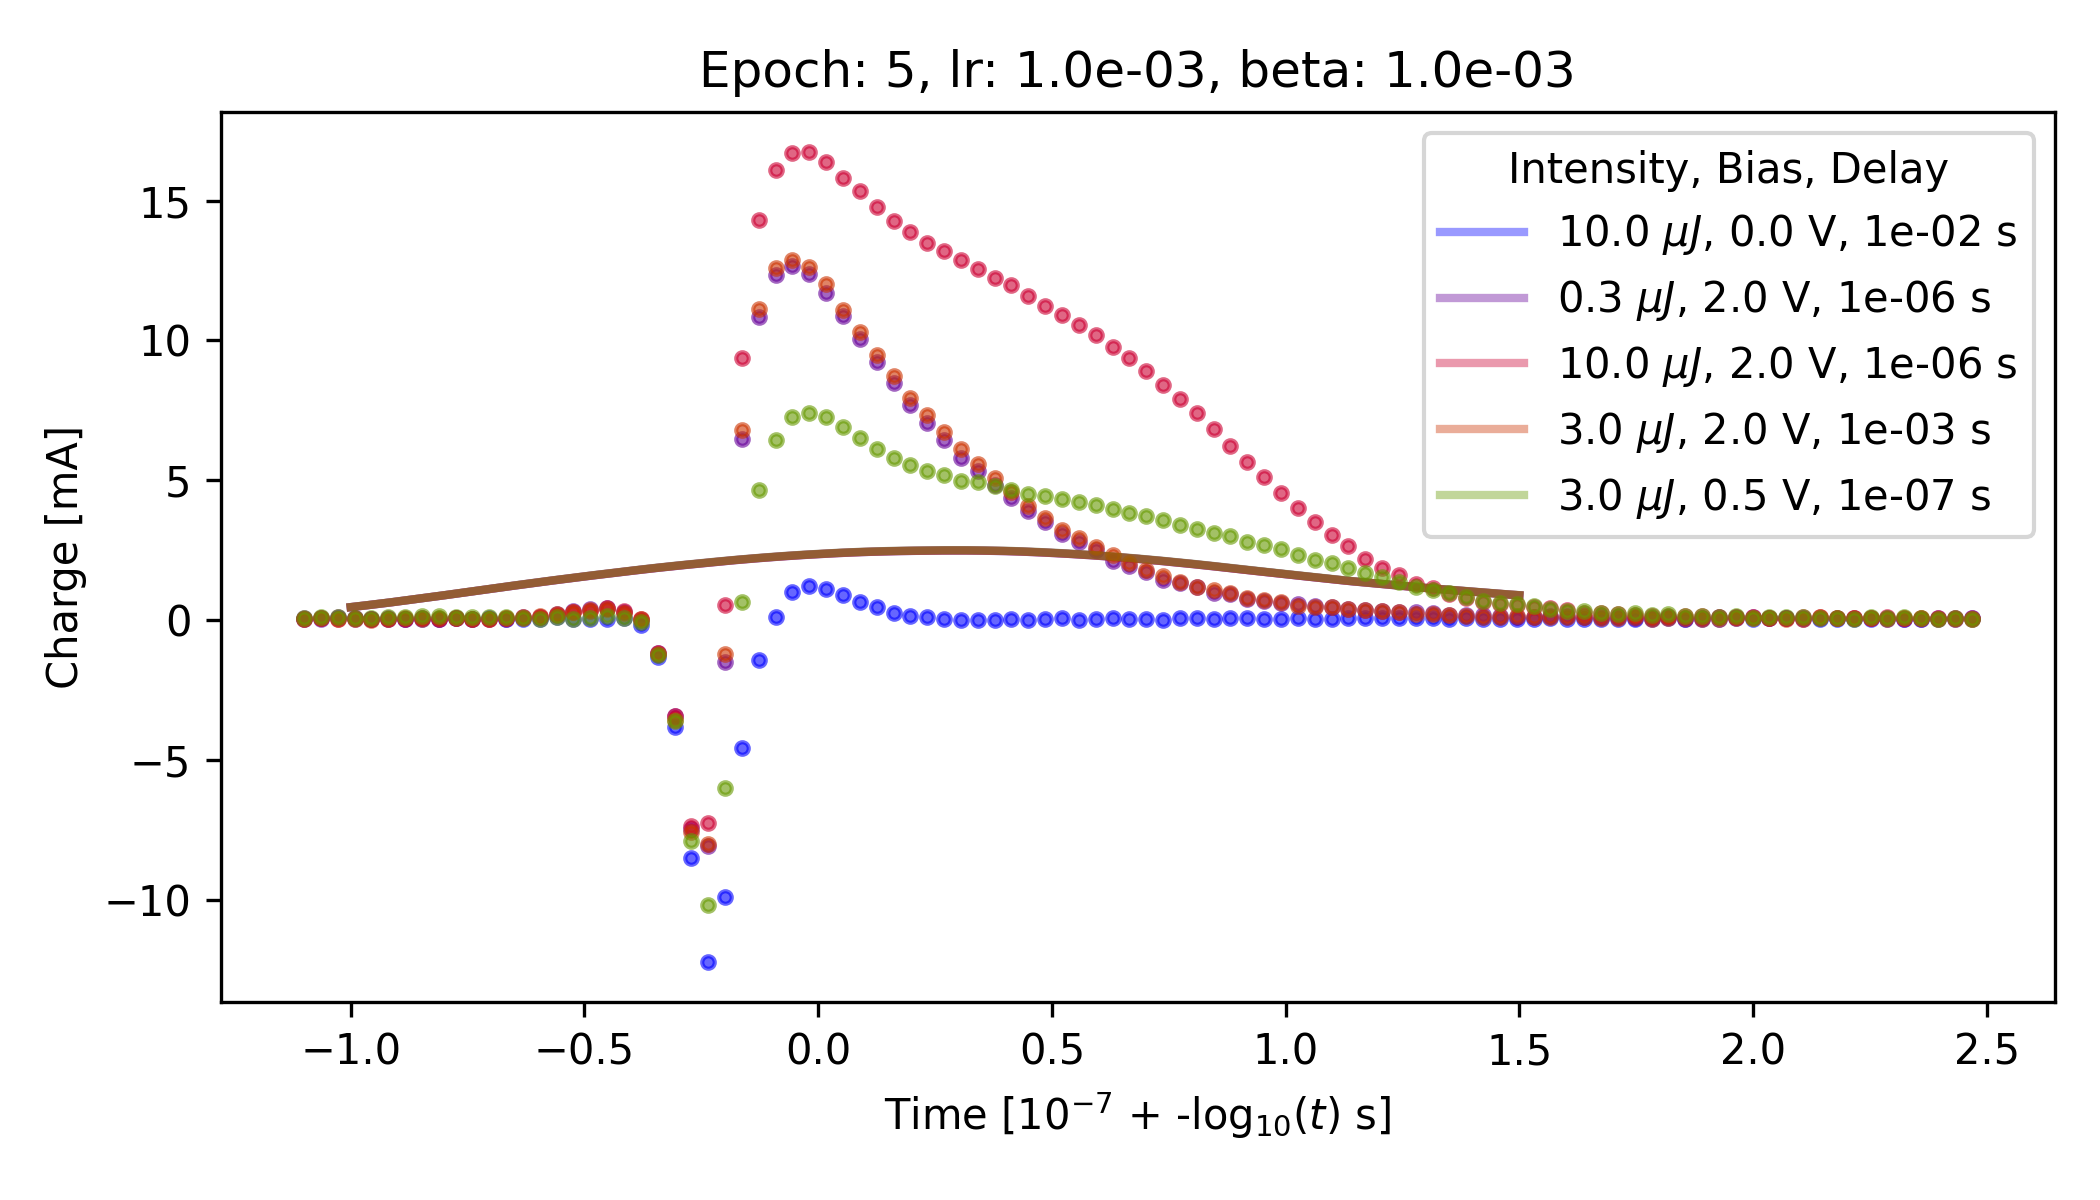 Epoch: 5, lr: 1.0e-03, beta: 1.0e-03
Intensity, Bias, Delay
10.0 μJ, 0.0 V, 1e-02 s
0.3 μJ, 2.0 V, 1e-06 s
10.0 μJ, 2.0 V, 1e-06 s
3.0 μJ, 2.0 V, 1e-03 s
3.0 μJ, 0.5 V, 1e-07 s
Charge [mA]
15
10
5
0
−5
−10
−1.0 −0.5 0.0 0.5 1.0 1.5 2.0 2.5
Time [10⁻⁷ + -log₁₀(t) s]